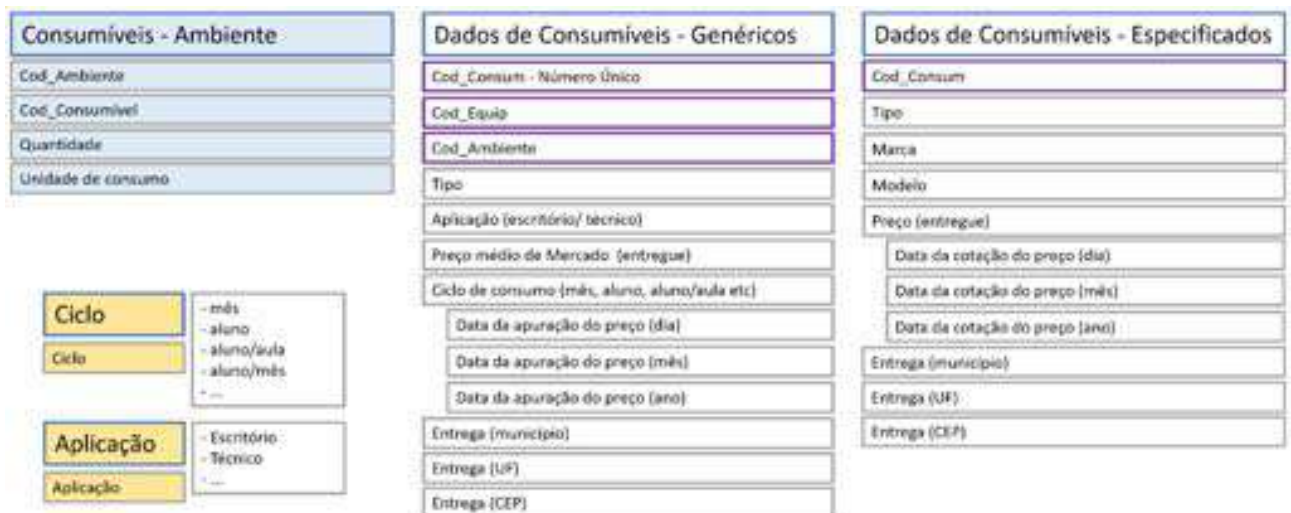 Consumíveis - Ambiente
Cod_Ambiente
Cod_Consumível
Quantidade
Unidade de consumo
Ciclo
Ciclo
- mês
- aluno
- aluno/aula
- aluno/mês
- ...
Aplicação
Aplicação
- Escritório
- Técnico
- ...
Dados de Consumíveis - Genéricos
Cod_Consum - Número Único
Cod_Equip
Cod_Ambiente
Tipo
Aplicação (escritório/ técnico)
Preço médio de Mercado (entregue)
Ciclo de consumo (mês, aluno, aluno/aula etc)
Data da apuração do preço (dia)
Data da apuração do preço (mês)
Data da apuração do preço (ano)
Entrega (município)
Entrega (UF)
Entrega (CEP)
Dados de Consumíveis - Especificados
Cod_Consum
Tipo
Marca
Modelo
Preço (entregue)
Data da cotação do preço (dia)
Data da cotação do preço (mês)
Data da cotação do preço (ano)
Entrega (município)
Entrega (UF)
Entrega (CEP)